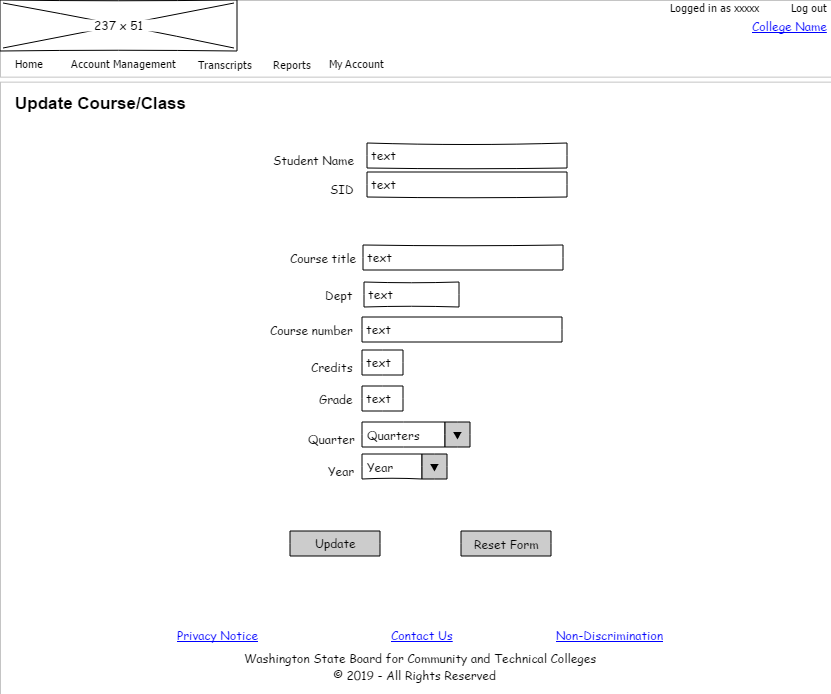 237 x 51
Logged in as xxxxx Log out
College Name
Home Account Management Transcripts Reports My Account
Update Course/Class
Student Name text
SID text
Course title text
Dept text
Course number text
Credits text
Grade text
Quarter Quarters
Year Year
Update Reset Form
Privacy Notice Contact Us Non-Discrimination
Washington State Board for Community and Technical Colleges
© 2019 - All Rights Reserved